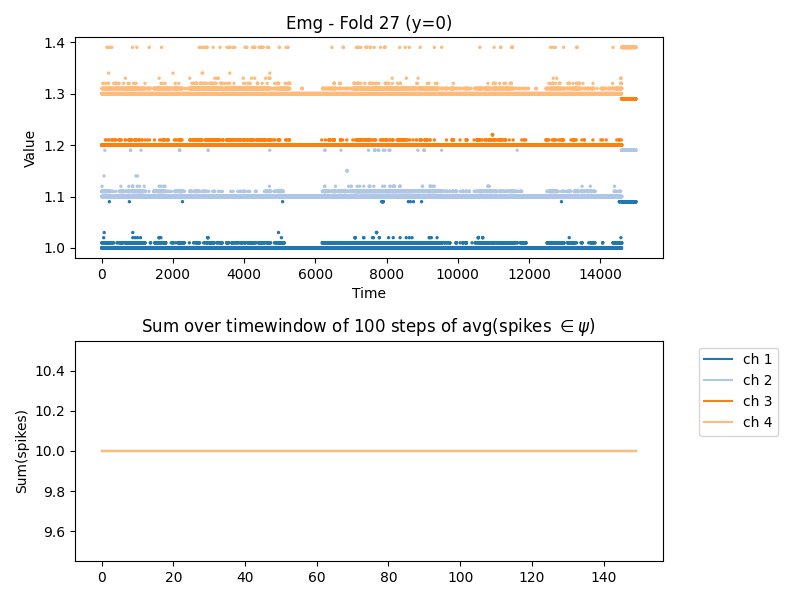 Emg - Fold 27 (y=0)
Value
1.4
1.3
1.2
1.1
1.0
0 2000 4000 6000 8000 10000 12000 14000
Time
Sum over timewindow of 100 steps of avg(spikes ∈ψ)
Sum(spikes)
10.4
10.2
10.0
9.8
9.6
0 20 40 60 80 100 120 140
ch 1
ch 2
ch 3
ch 4